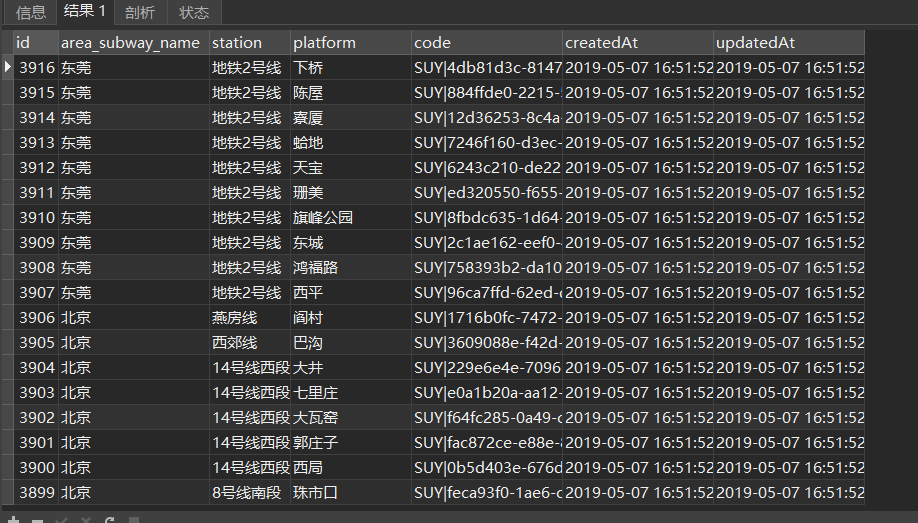 信息 结果 1 剖析 状态
id area_subway_name station platform code createdAt updatedAt
3916 东莞 地铁2号线 下桥 SUY|4db81d3c-8147 2019-05-07 16:51:52 2019-05-07 16:51:52
3915 东莞 地铁2号线 陈屋 SUY|884ffde0-2215- 2019-05-07 16:51:52 2019-05-07 16:51:52
3914 东莞 地铁2号线 寮厦 SUY|12d36253-8c4a 2019-05-07 16:51:52 2019-05-07 16:51:52
3913 东莞 地铁2号线 蛤地 SUY|7246f160-d3ec- 2019-05-07 16:51:52 2019-05-07 16:51:52
3912 东莞 地铁2号线 天宝 SUY|6243c210-de22 2019-05-07 16:51:52 2019-05-07 16:51:52
3911 东莞 地铁2号线 珊美 SUY|ed320550-f655- 2019-05-07 16:51:52 2019-05-07 16:51:52
3910 东莞 地铁2号线 旗峰公园 SUY|8fbdc635-1d64- 2019-05-07 16:51:52 2019-05-07 16:51:52
3909 东莞 地铁2号线 东城 SUY|2c1ae162-eef0- 2019-05-07 16:51:52 2019-05-07 16:51:52
3908 东莞 地铁2号线 鸿福路 SUY|758393b2-da10 2019-05-07 16:51:52 2019-05-07 16:51:52
3907 东莞 地铁2号线 西平 SUY|96ca7ffd-62ed- 2019-05-07 16:51:52 2019-05-07 16:51:52
3906 北京 燕房线 阎村 SUY|1716b0fc-7472- 2019-05-07 16:51:52 2019-05-07 16:51:52
3905 北京 西郊线 巴沟 SUY|3609088e-f42d- 2019-05-07 16:51:52 2019-05-07 16:51:52
3904 北京 14号线西段 大井 SUY|229e6e4e-7096 2019-05-07 16:51:52 2019-05-07 16:51:52
3903 北京 14号线西段 七里庄 SUY|e0a1b20a-aa12- 2019-05-07 16:51:52 2019-05-07 16:51:52
3902 北京 14号线西段 大瓦窑 SUY|f64fc285-0a49- 2019-05-07 16:51:52 2019-05-07 16:51:52
3901 北京 14号线西段 郭庄子 SUY|fac872ce-e88e- 2019-05-07 16:51:52 2019-05-07 16:51:52
3900 北京 14号线西段 西局 SUY|0b5d403e-676d 2019-05-07 16:51:52 2019-05-07 16:51:52
3899 北京 8号线南段 珠市口 SUY|feca93f0-1ae6- 2019-05-07 16:51:52 2019-05-07 16:51:52